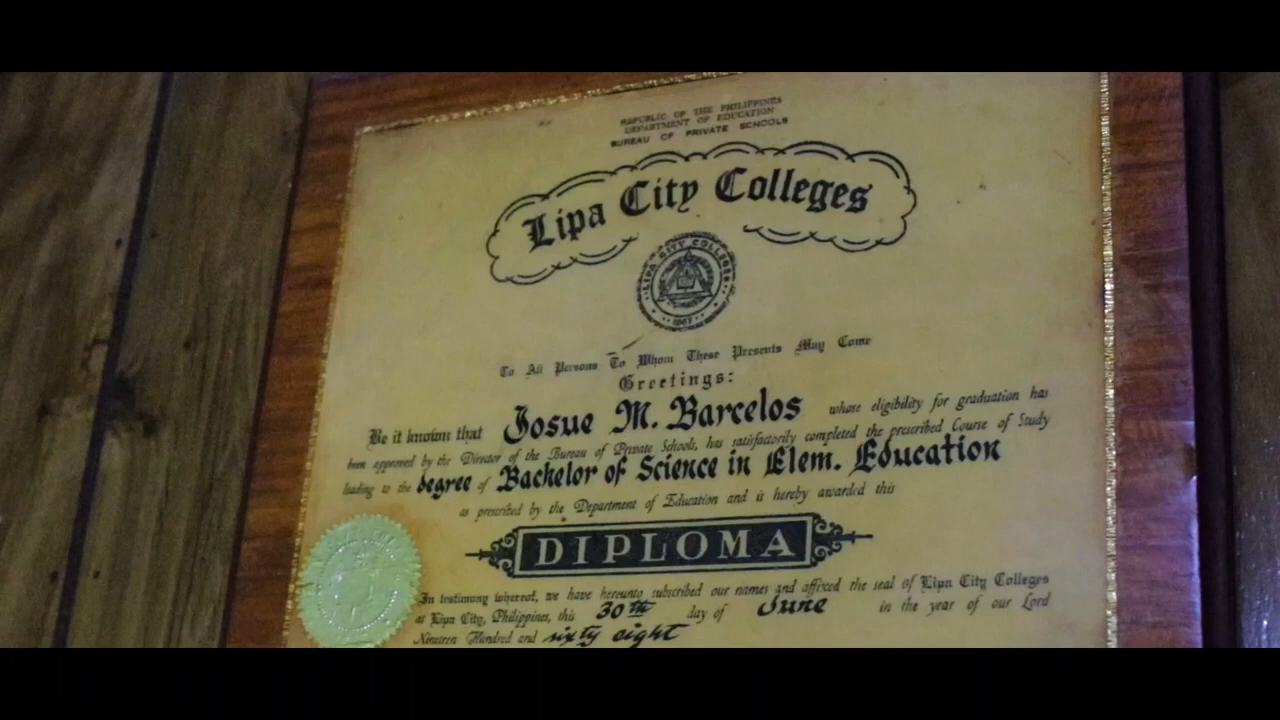 REPUBLIC OF THE PHILIPPINES
DEPARTMENT OF EDUCATION
BUREAU OF PRIVATE SCHOOLS
Lipa City Colleges
LIPA CITY COLLEGES
To All Persons To Whom These Presents May Come
Greetings:
Be it known that Josue M. Barcelos whose eligibility for graduation has
been approved by the Director of the Bureau of Private Schools, has satisfactorily completed the prescribed Course of Study
leading to the degree of Bachelor of Science in Elem. Education
as prescribed by the Department of Education and is hereby awarded this
DIPLOMA
In testimony whereof, we have hereunto subscribed our names and affixed the seal of Lipa City Colleges
at Lipa City, Philippines, this 30th day of June in the year of our Lord
Nineteen Hundred and sixty eight